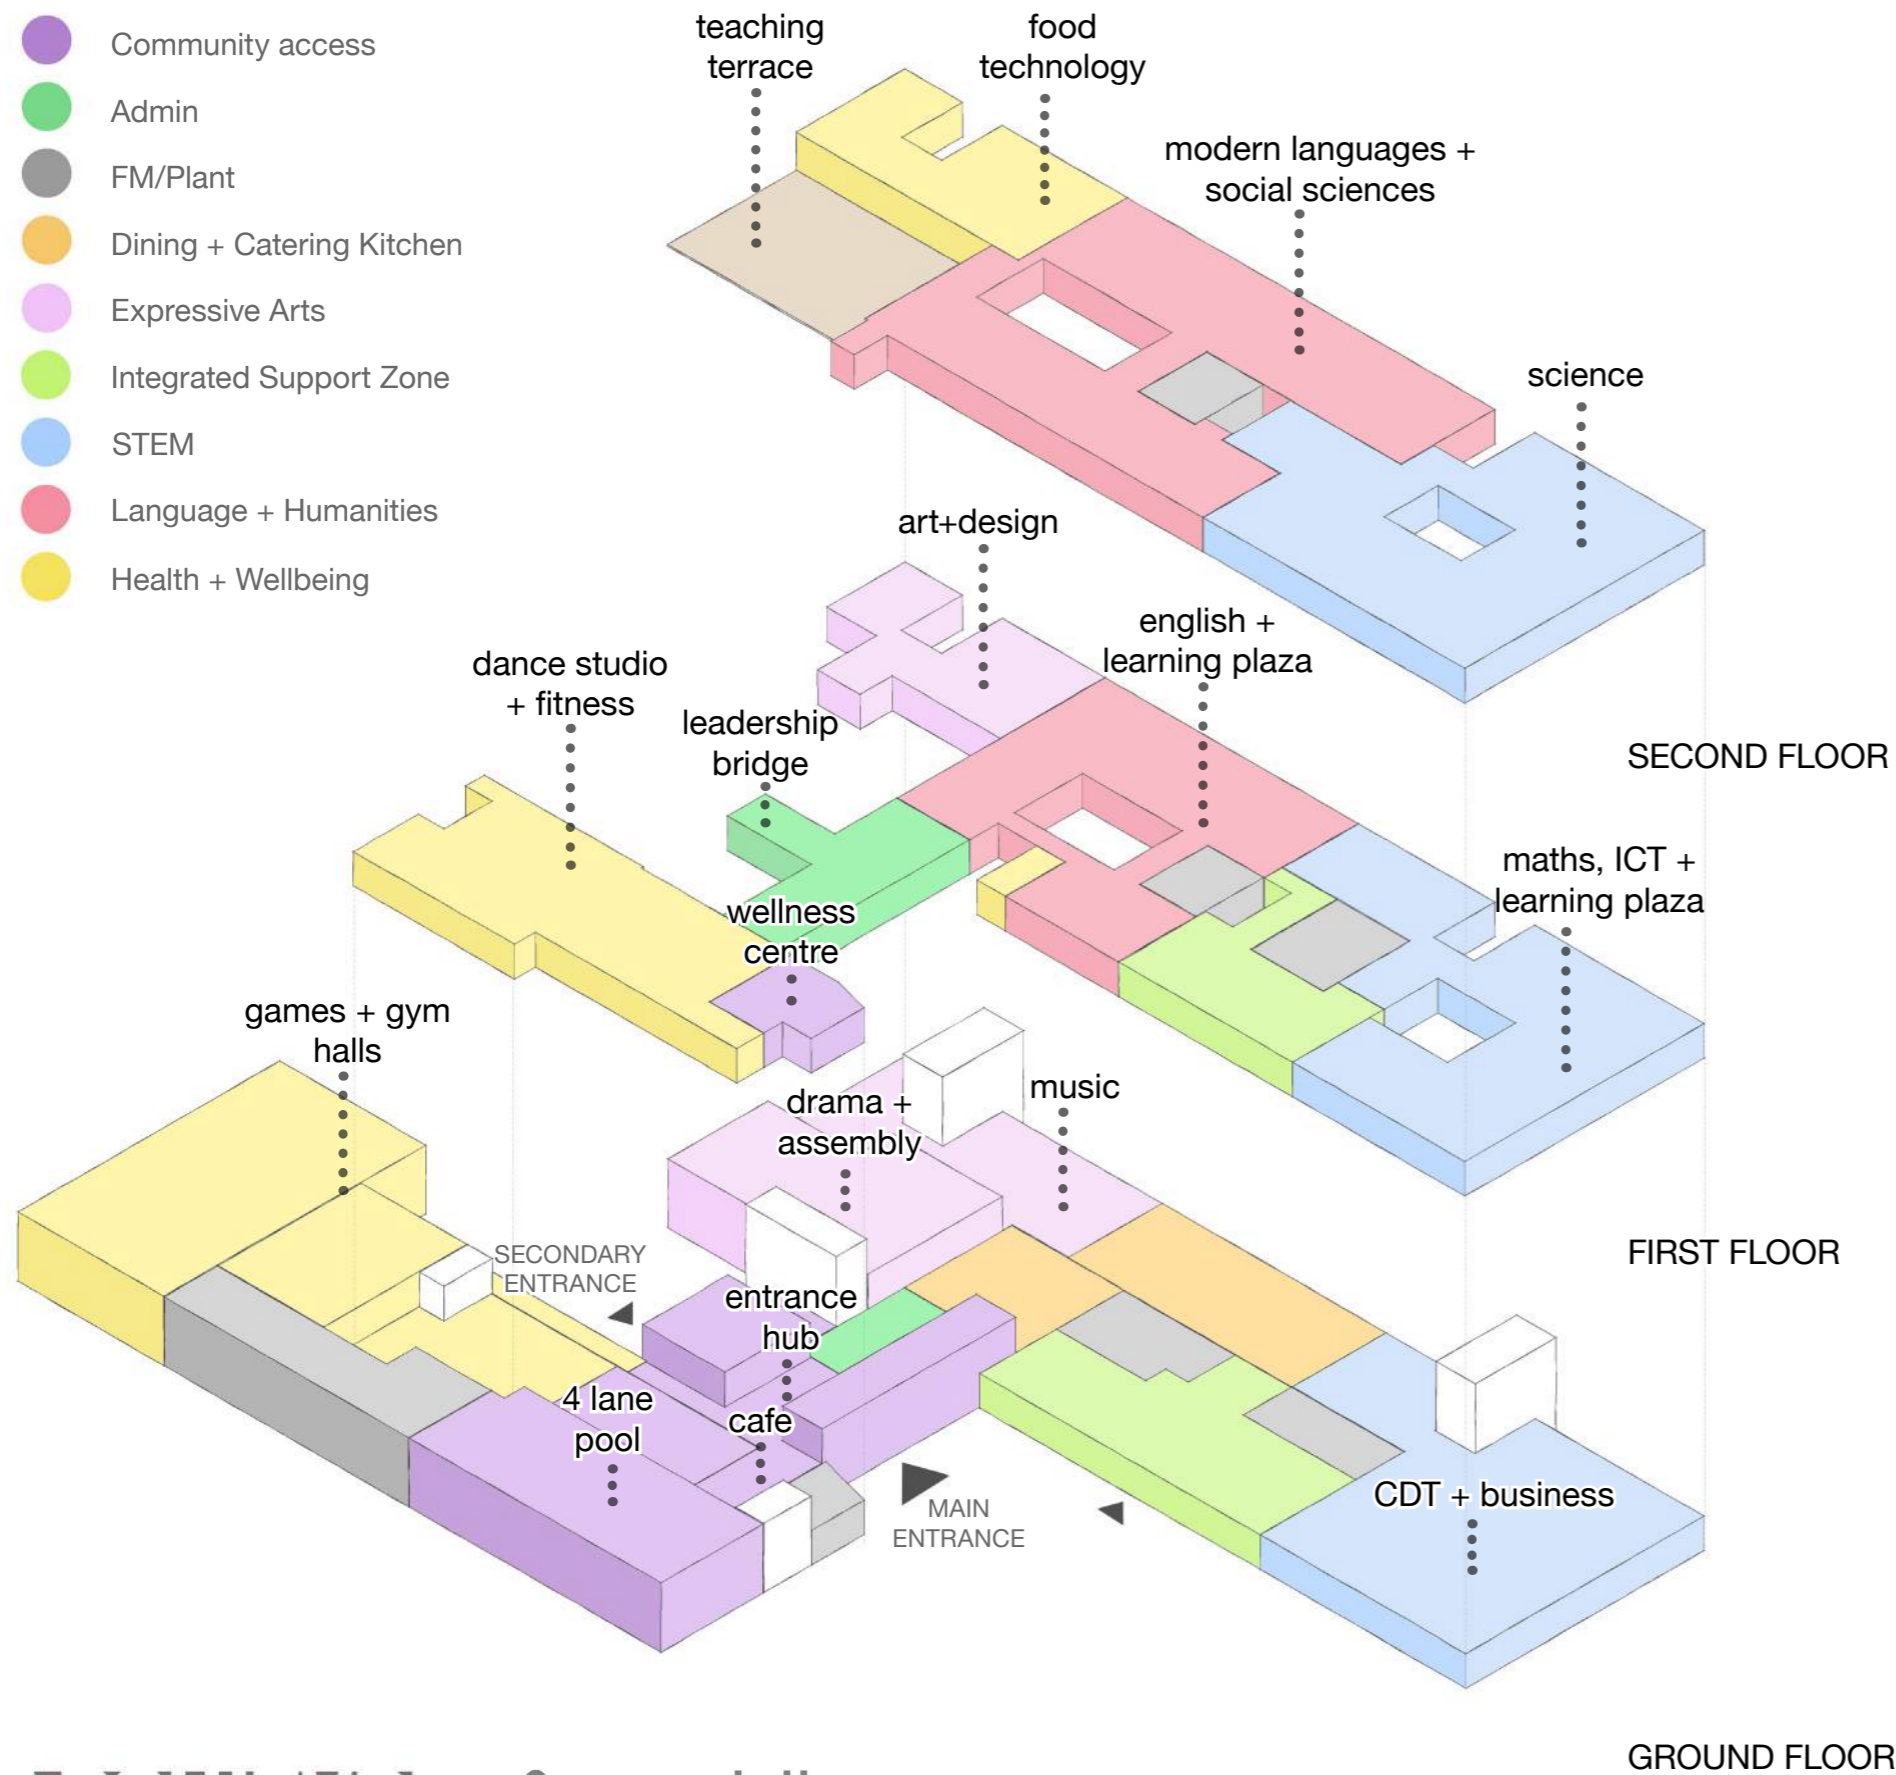 Community access
Admin
FM/Plant
Dining + Catering Kitchen
Expressive Arts
Integrated Support Zone
STEM
Language + Humanities
Health + Wellbeing
teaching
terrace
food
technology
modern languages +
social sciences
science
SECOND FLOOR
art+design
english +
learning plaza
dance studio
+ fitness
leadership
bridge
wellness
centre
maths, ICT +
learning plaza
FIRST FLOOR
games + gym
halls
drama +
assembly
music
SECONDARY
ENTRANCE
entrance
hub
4 lane
pool
cafe
MAIN
ENTRANCE
CDT + business
GROUND FLOOR